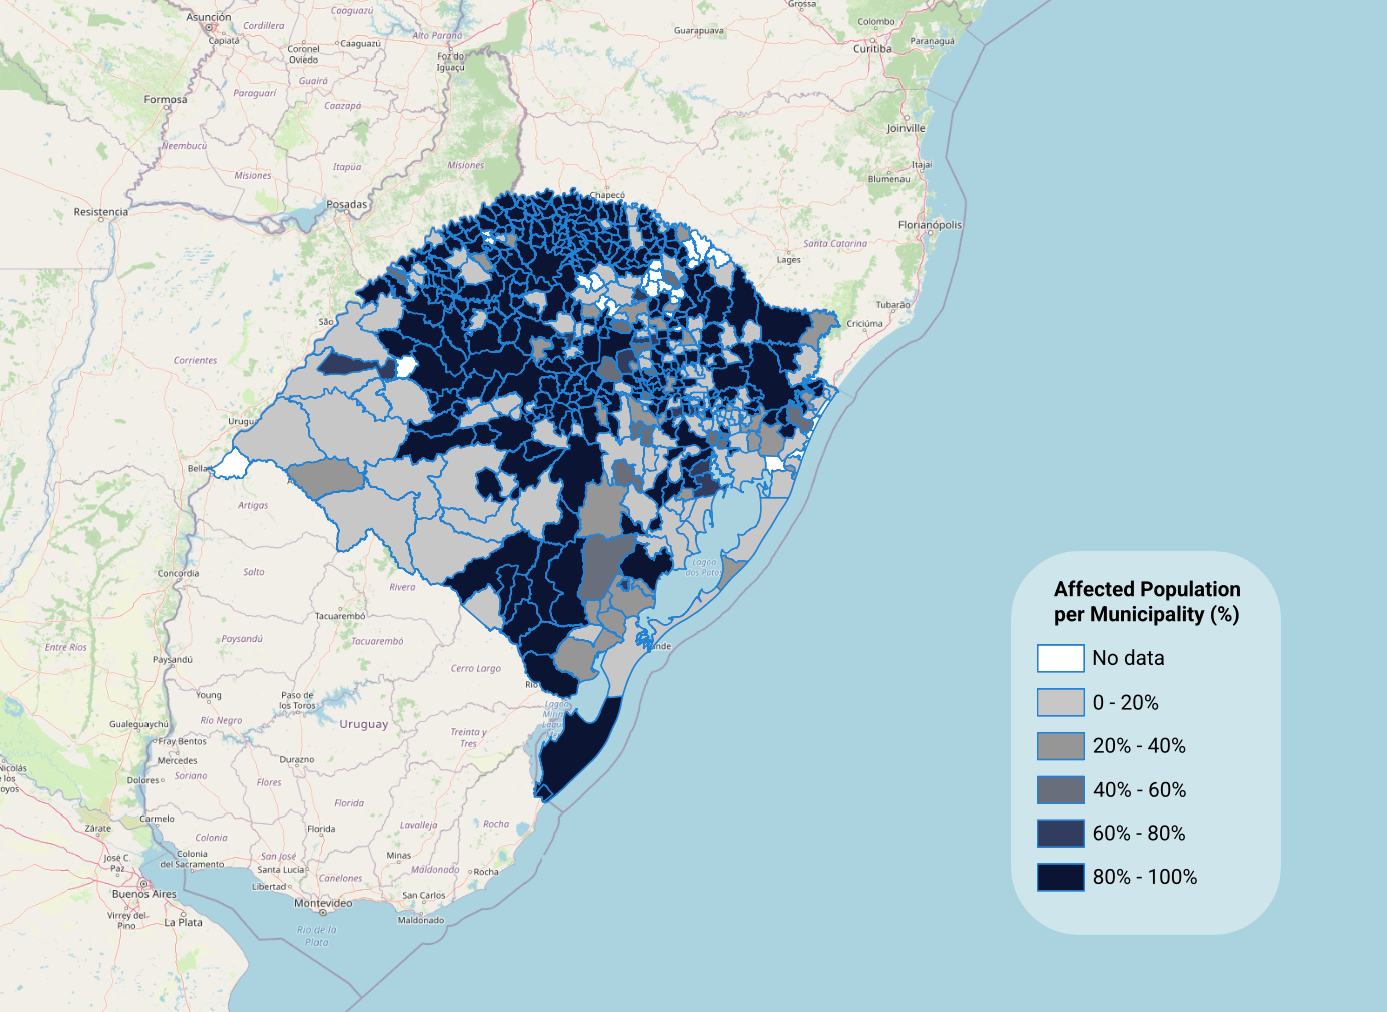 Grossa
Asunción
Caaguazú
Cordillera
Alto Paraná
Colombo
Capiatá
Coronel
Oviedo
Caaguazú
Guarapuava
Paranaguá
Curitiba
Foz do
Iguaçu
Guairá
Paraguarí
Formosa
Caazapá
Joinville
Neembucú
Itapúa
Misiones
Misiones
Itajaí
Blumenau
Chapecó
Posadas
Resistencia
Florianópolis
Santa Catarina
Lages
Tubarão
São
Criciúma
Corrientes
Urugua
Bella
Artigas
Concordia
Salto
Rivera
Lagoa
dos Patos
Tacuarembó
Paysandú
Tacuarembó
Entre Ríos
Paysandú
Cerro Largo
ande
Río
Young
Paso de
los Toros
Lagoa
Río Negro
Uruguay
Gualeguaychú
Treinta y
Tres
Fray Bentos
Mercedes
Durazno
Nicolás
e los
oyos
Soriano
Dolores
Flores
Florida
Carmelo
Zárate
Florida
Lavalleja
Rocha
Colonia
José C.
Paz
Colonia
del Sacramento
San José
Minas
Santa Lucía
Maldonado
Rocha
Canelones
Libertad
Buenos Aires
San Carlos
Montevideo
Virrey del
Pino
La Plata
Maldonado
Río de la
Plata
Affected Population
per Municipality (%)
No data
0 - 20%
20% - 40%
40% - 60%
60% - 80%
80% - 100%